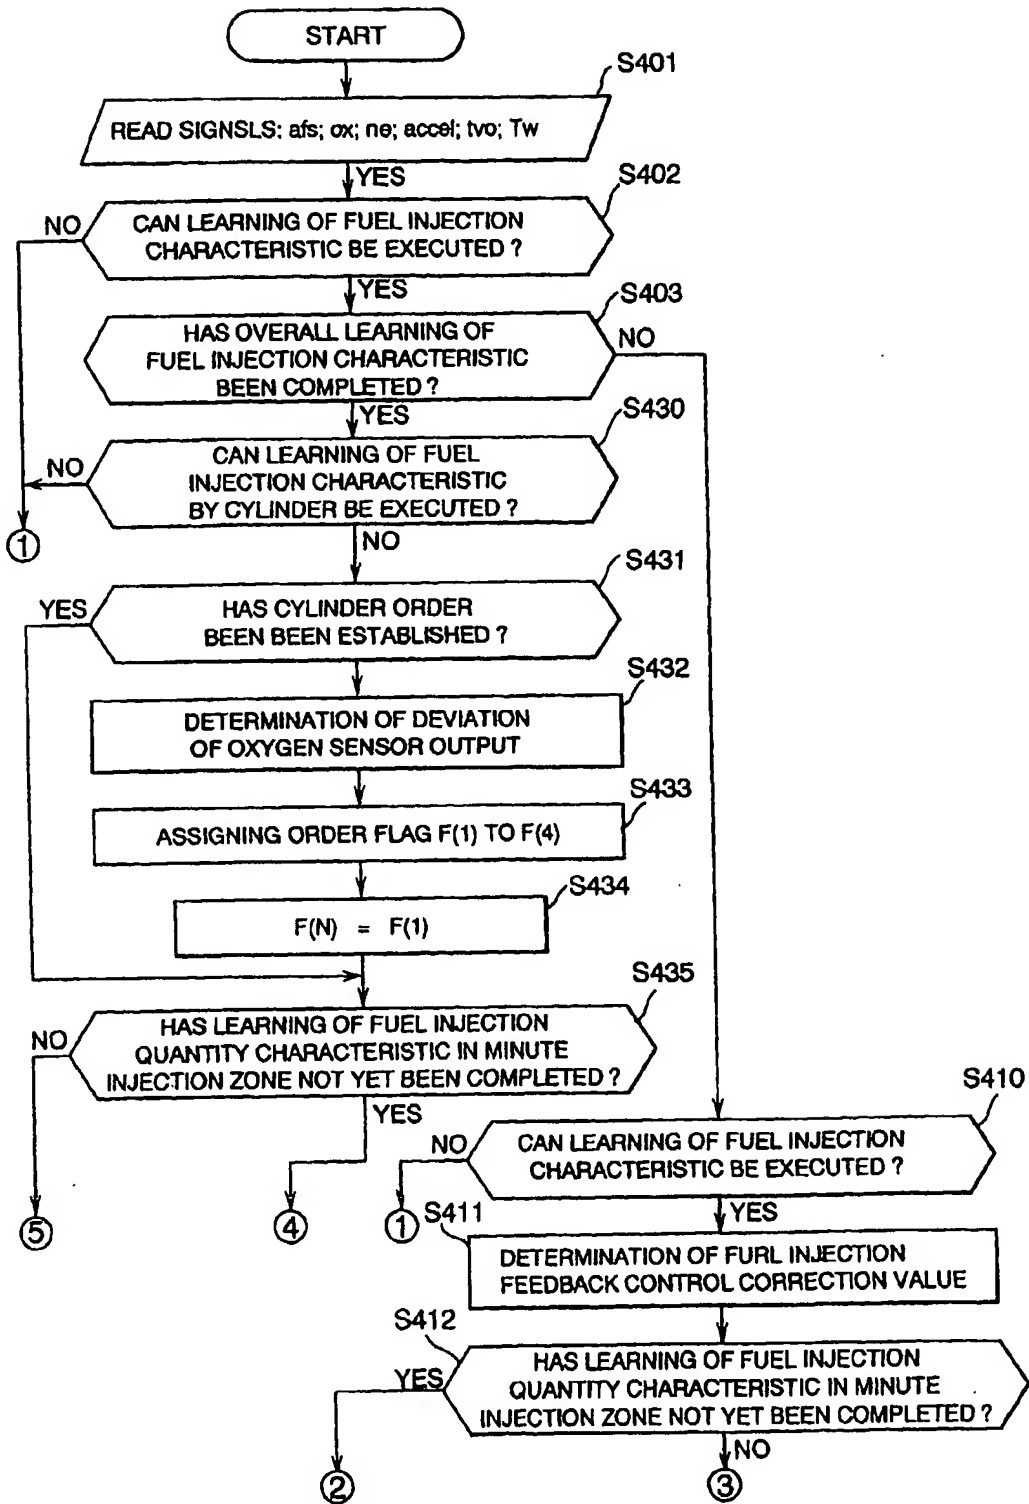 START
S401
READ SIGNSLS: afs; ox; ne; accel; tvo; Tw
YES
S402
NO
CAN LEARNING OF FUEL INJECTION
CHARACTERISTIC BE EXECUTED ?
YES
S403
HAS OVERALL LEARNING OF
FUEL INJECTION CHARACTERISTIC
BEEN COMPLETED ?
NO
YES
S430
NO
CAN LEARNING OF FUEL
INJECTION CHARACTERISTIC
BY CYLINDER BE EXECUTED ?
1
NO
S431
YES
HAS CYLINDER ORDER
BEEN BEEN ESTABLISHED ?
S432
DETERMINATION OF DEVIATION
OF OXYGEN SENSOR OUTPUT
S433
ASSIGNING ORDER FLAG F(1) TO F(4)
S434
F(N) = F(1)
S435
NO
HAS LEARNING OF FUEL INJECTION
QUANTITY CHARACTERISTIC IN MINUTE
INJECTION ZONE NOT YET BEEN COMPLETED ?
YES
5
4
S410
NO
CAN LEARNING OF FUEL INJECTION
CHARACTERISTIC BE EXECUTED ?
1
YES
S411
DETERMINATION OF FURL INJECTION
FEEDBACK CONTROL CORRECTION VALUE
S412
YES
HAS LEARNING OF FUEL INJECTION
QUANTITY CHARACTERISTIC IN MINUTE
INJECTION ZONE NOT YET BEEN COMPLETED ?
NO
2
3